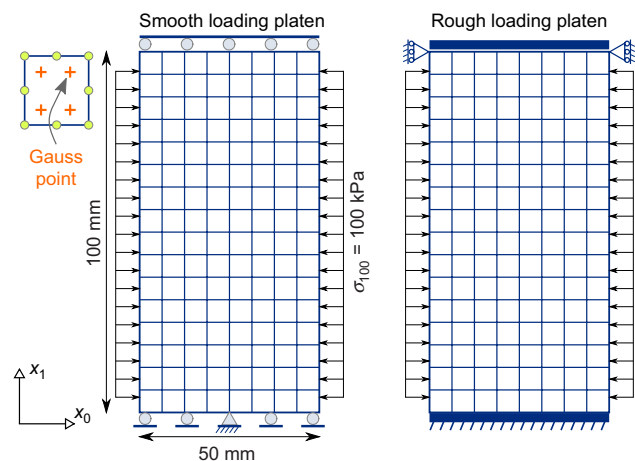 Smooth loading platen
Rough loading platen
Gauss
point
100 mm
σ₁₀₀ = 100 kPa
x₁
x₀
50 mm